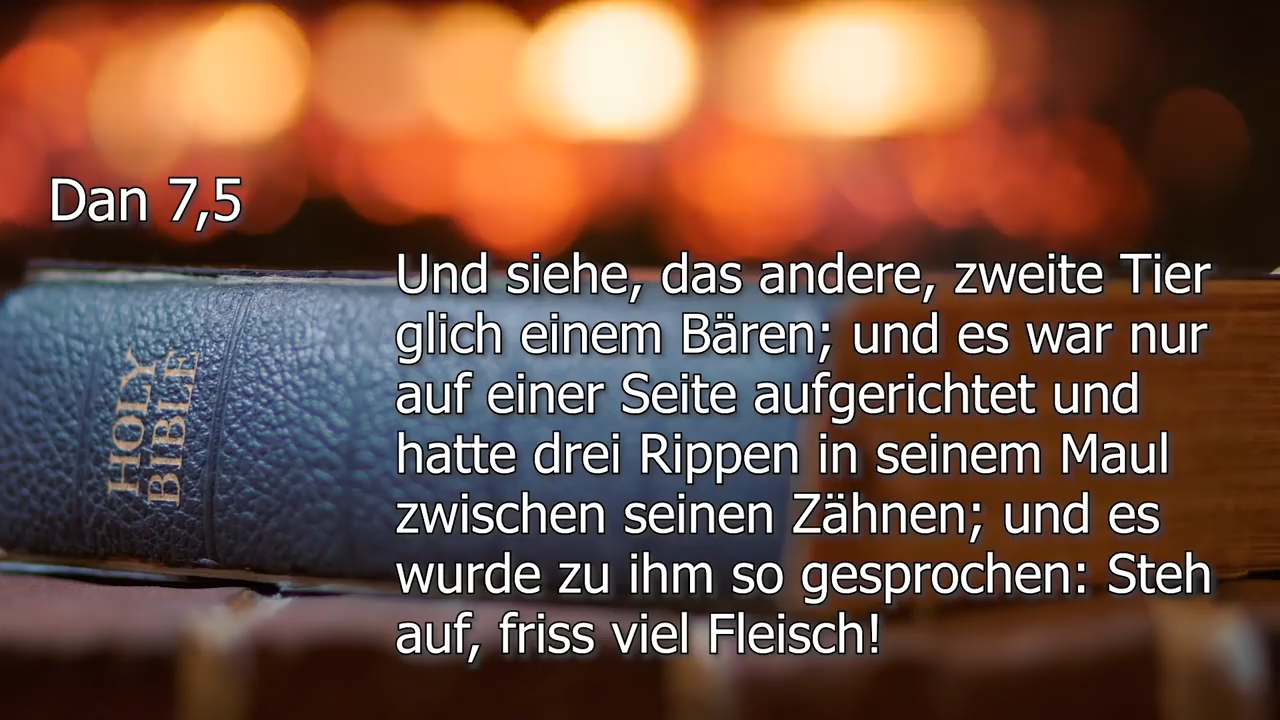 Dan 7,5
Und siehe, das andere, zweite Tier
glich einem Bären; und es war nur
auf einer Seite aufgerichtet und
hatte drei Rippen in seinem Maul
zwischen seinen Zähnen; und es
wurde zu ihm so gesprochen: Steh
auf, friss viel Fleisch!
HOLY
BIBLE